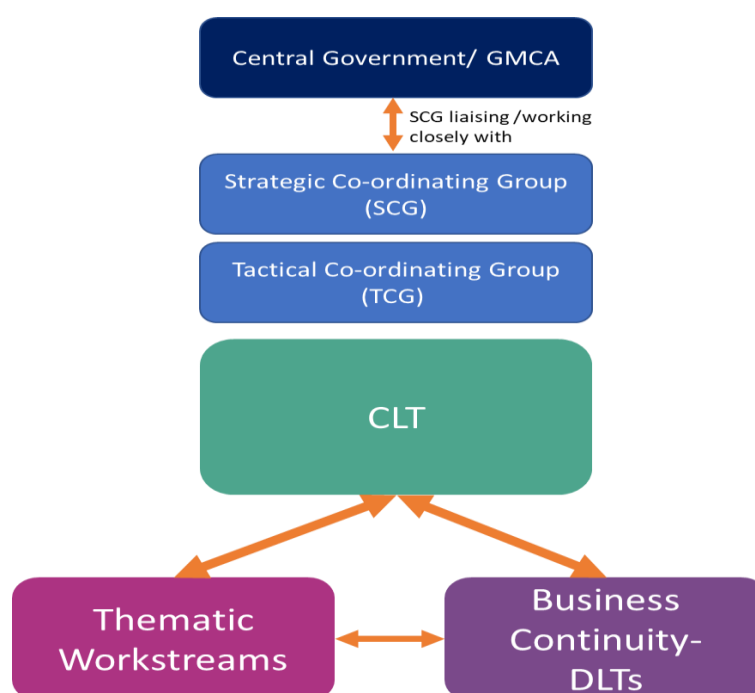 Central Government/ GMCA
SCG liaising /working
closely with
Strategic Co-ordinating Group
(SCG)
Tactical Co-ordinating Group
(TCG)
CLT
Thematic
Workstreams
Business
Continuity-
DLTs